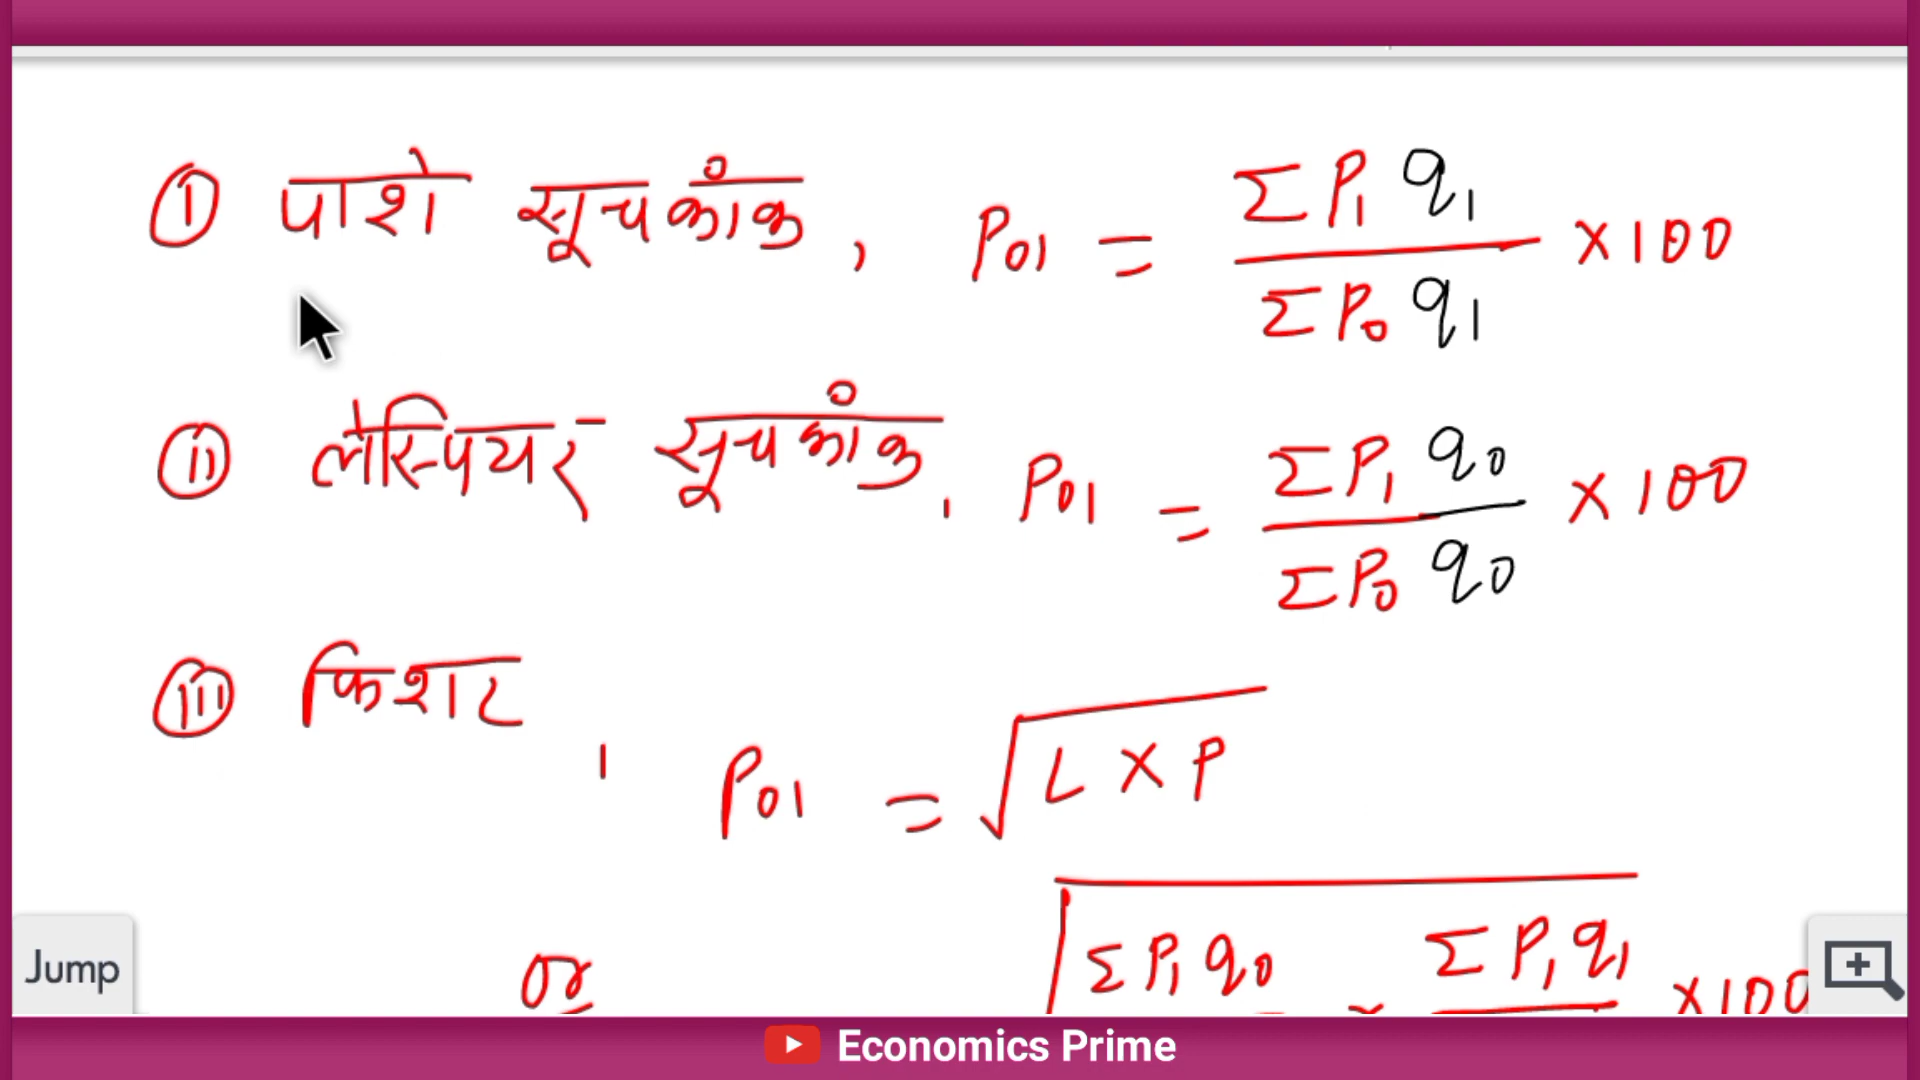 (i) पाशे सूचकांक, P01 = ΣP1q1 / ΣP0q1 ×100
(ii) लेस्पियर सूचकांक, P01 = ΣP1q0 / ΣP0q0 ×100
(iii) फिशर, P01 = √L×P
or √ΣP1q0 × ΣP1q1 ×100
Jump
Economics Prime